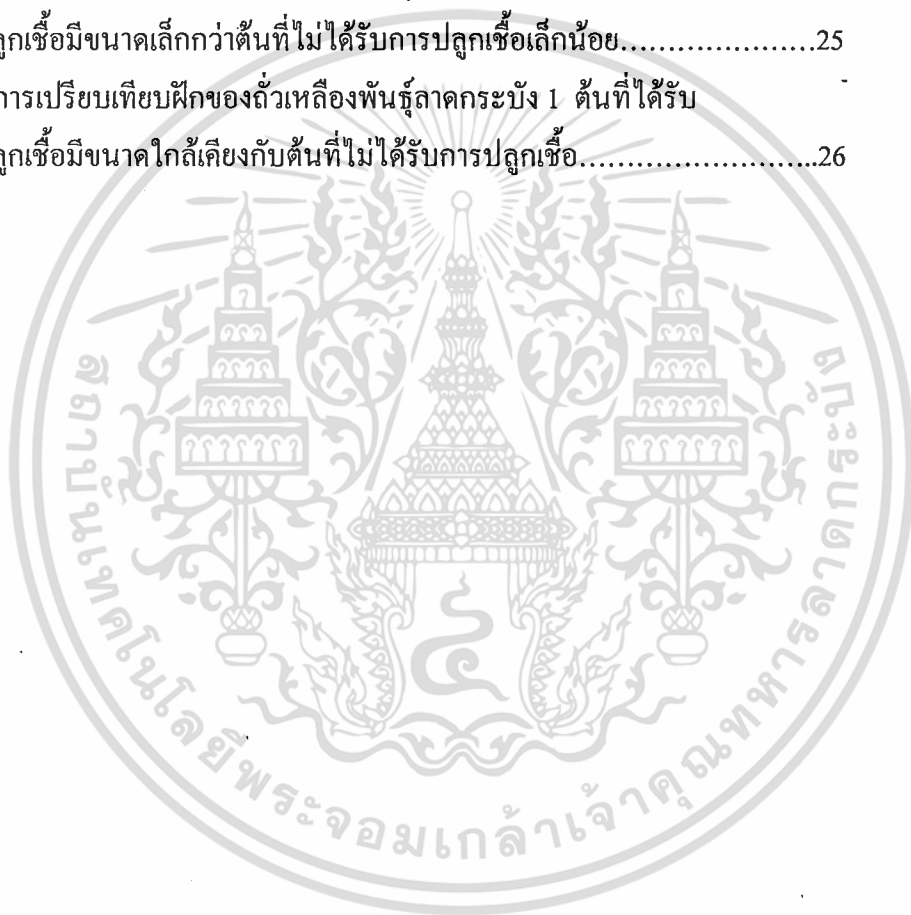 ลูกเชื้อมีขนาดเล็กกว่าต้นที่ไม่ได้รับการปลูกเชื้อเล็กน้อย....................25
การเปรียบเทียบฝักของถั่วเหลืองพันธุ์ลาดกระบัง 1 ต้นที่ได้รับ
ลูกเชื้อมีขนาดใกล้เคียงกับต้นที่ไม่ได้รับการปลูกเชื้อ.........................26
สถาบันเทคโนโลยีพระจอมเกล้าเจ้าคุณทหารลาดกระบัง
๔